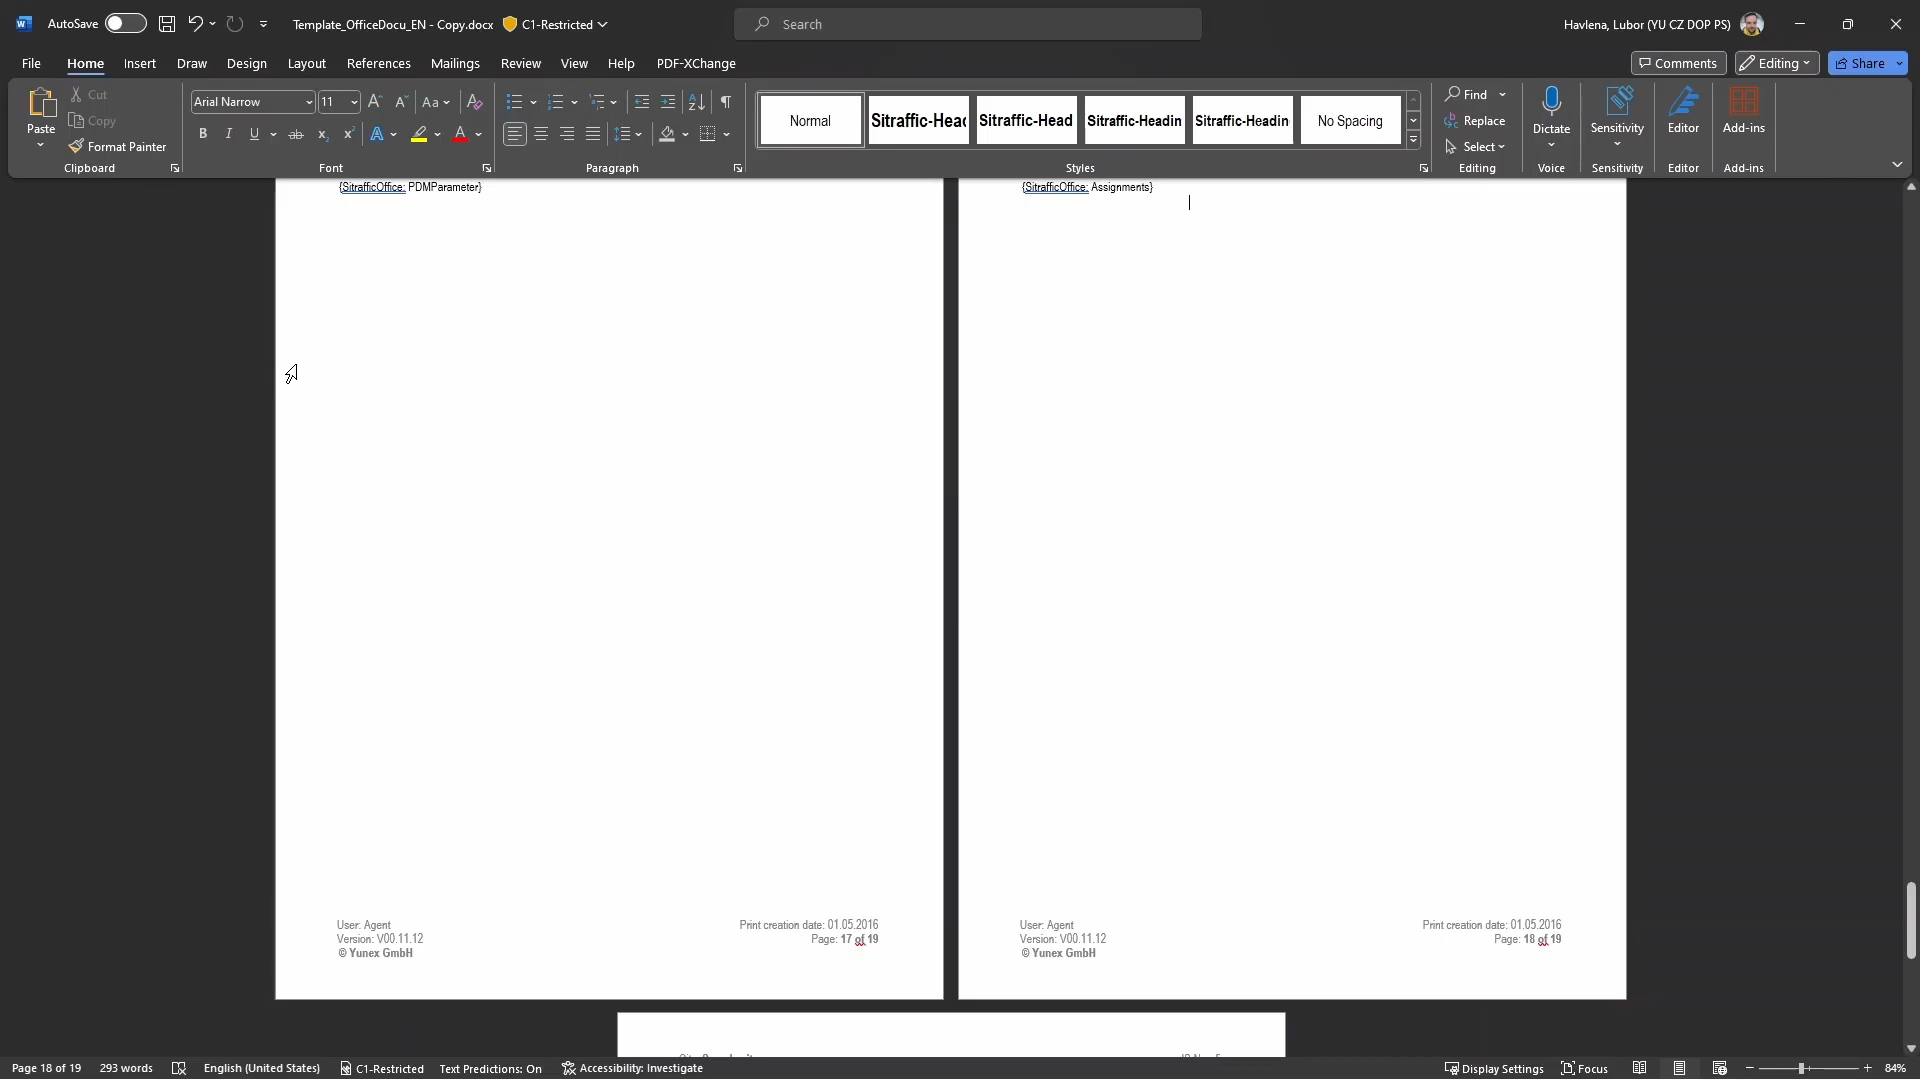 AutoSave
Template_OfficeDocu_EN - Copy.docx
C1-Restricted
Search
Havlena, Lubor (YU CZ DOP PS)
File
Home
Insert
Draw
Design
Layout
References
Mailings
Review
View
Help
PDF-XChange
Comments
Editing
Share
Paste
Cut
Copy
Format Painter
Clipboard
Arial Narrow
11
Font
Paragraph
Normal
Sitraffic-Head
Sitraffic-Head
Sitraffic-Headin
Sitraffic-Headin
No Spacing
Styles
Find
Replace
Select
Editing
Dictate
Voice
Sensitivity
Sensitivity
Editor
Editor
Add-ins
Add-ins
{SitrafficOffice: PDMParameter}
{SitrafficOffice: Assignments}
User: Agent
Version: V00.11.12
© Yunex GmbH
Print creation date: 01.05.2016
Page: 17 of 19
User: Agent
Version: V00.11.12
© Yunex GmbH
Print creation date: 01.05.2016
Page: 18 of 19
Page 18 of 19
293 words
English (United States)
C1-Restricted
Text Predictions: On
Accessibility: Investigate
Display Settings
Focus
84%